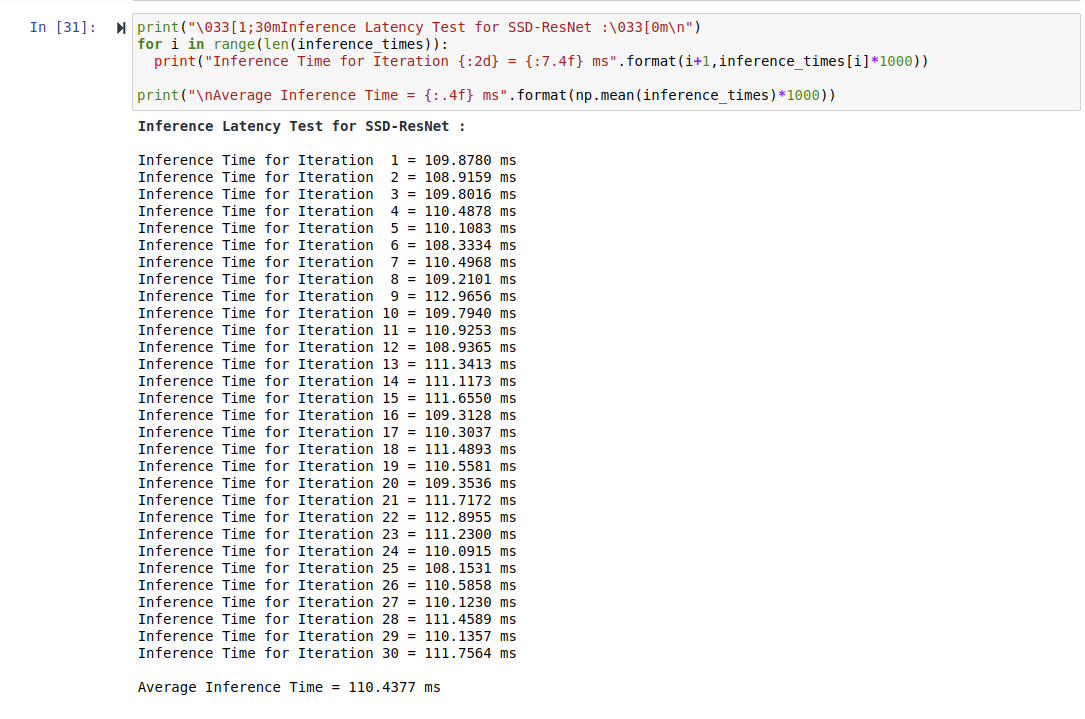 In [31]:
print("\033[1;30mInference Latency Test for SSD-ResNet :\033[0m\n")
for i in range(len(inference_times)):
  print("Inference Time for Iteration {:2d} = {:7.4f} ms".format(i+1,inference_times[i]*1000))

print("\nAverage Inference Time = {:.4f} ms".format(np.mean(inference_times)*1000))
Inference Latency Test for SSD-ResNet :

Inference Time for Iteration  1 = 109.8780 ms
Inference Time for Iteration  2 = 108.9159 ms
Inference Time for Iteration  3 = 109.8016 ms
Inference Time for Iteration  4 = 110.4878 ms
Inference Time for Iteration  5 = 110.1083 ms
Inference Time for Iteration  6 = 108.3334 ms
Inference Time for Iteration  7 = 110.4968 ms
Inference Time for Iteration  8 = 109.2101 ms
Inference Time for Iteration  9 = 112.9656 ms
Inference Time for Iteration 10 = 109.7940 ms
Inference Time for Iteration 11 = 110.9253 ms
Inference Time for Iteration 12 = 108.9365 ms
Inference Time for Iteration 13 = 111.3413 ms
Inference Time for Iteration 14 = 111.1173 ms
Inference Time for Iteration 15 = 111.6550 ms
Inference Time for Iteration 16 = 109.3128 ms
Inference Time for Iteration 17 = 110.3037 ms
Inference Time for Iteration 18 = 111.4893 ms
Inference Time for Iteration 19 = 110.5581 ms
Inference Time for Iteration 20 = 109.3536 ms
Inference Time for Iteration 21 = 111.7172 ms
Inference Time for Iteration 22 = 112.8955 ms
Inference Time for Iteration 23 = 111.2300 ms
Inference Time for Iteration 24 = 110.0915 ms
Inference Time for Iteration 25 = 108.1531 ms
Inference Time for Iteration 26 = 110.5858 ms
Inference Time for Iteration 27 = 110.1230 ms
Inference Time for Iteration 28 = 111.4589 ms
Inference Time for Iteration 29 = 110.1357 ms
Inference Time for Iteration 30 = 111.7564 ms

Average Inference Time = 110.4377 ms